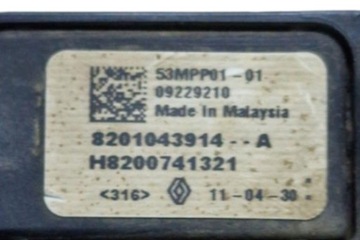 53MPP01-01
09229210
Made In Malaysia
8201043914--A
H8200741321
<316> 11-04-30